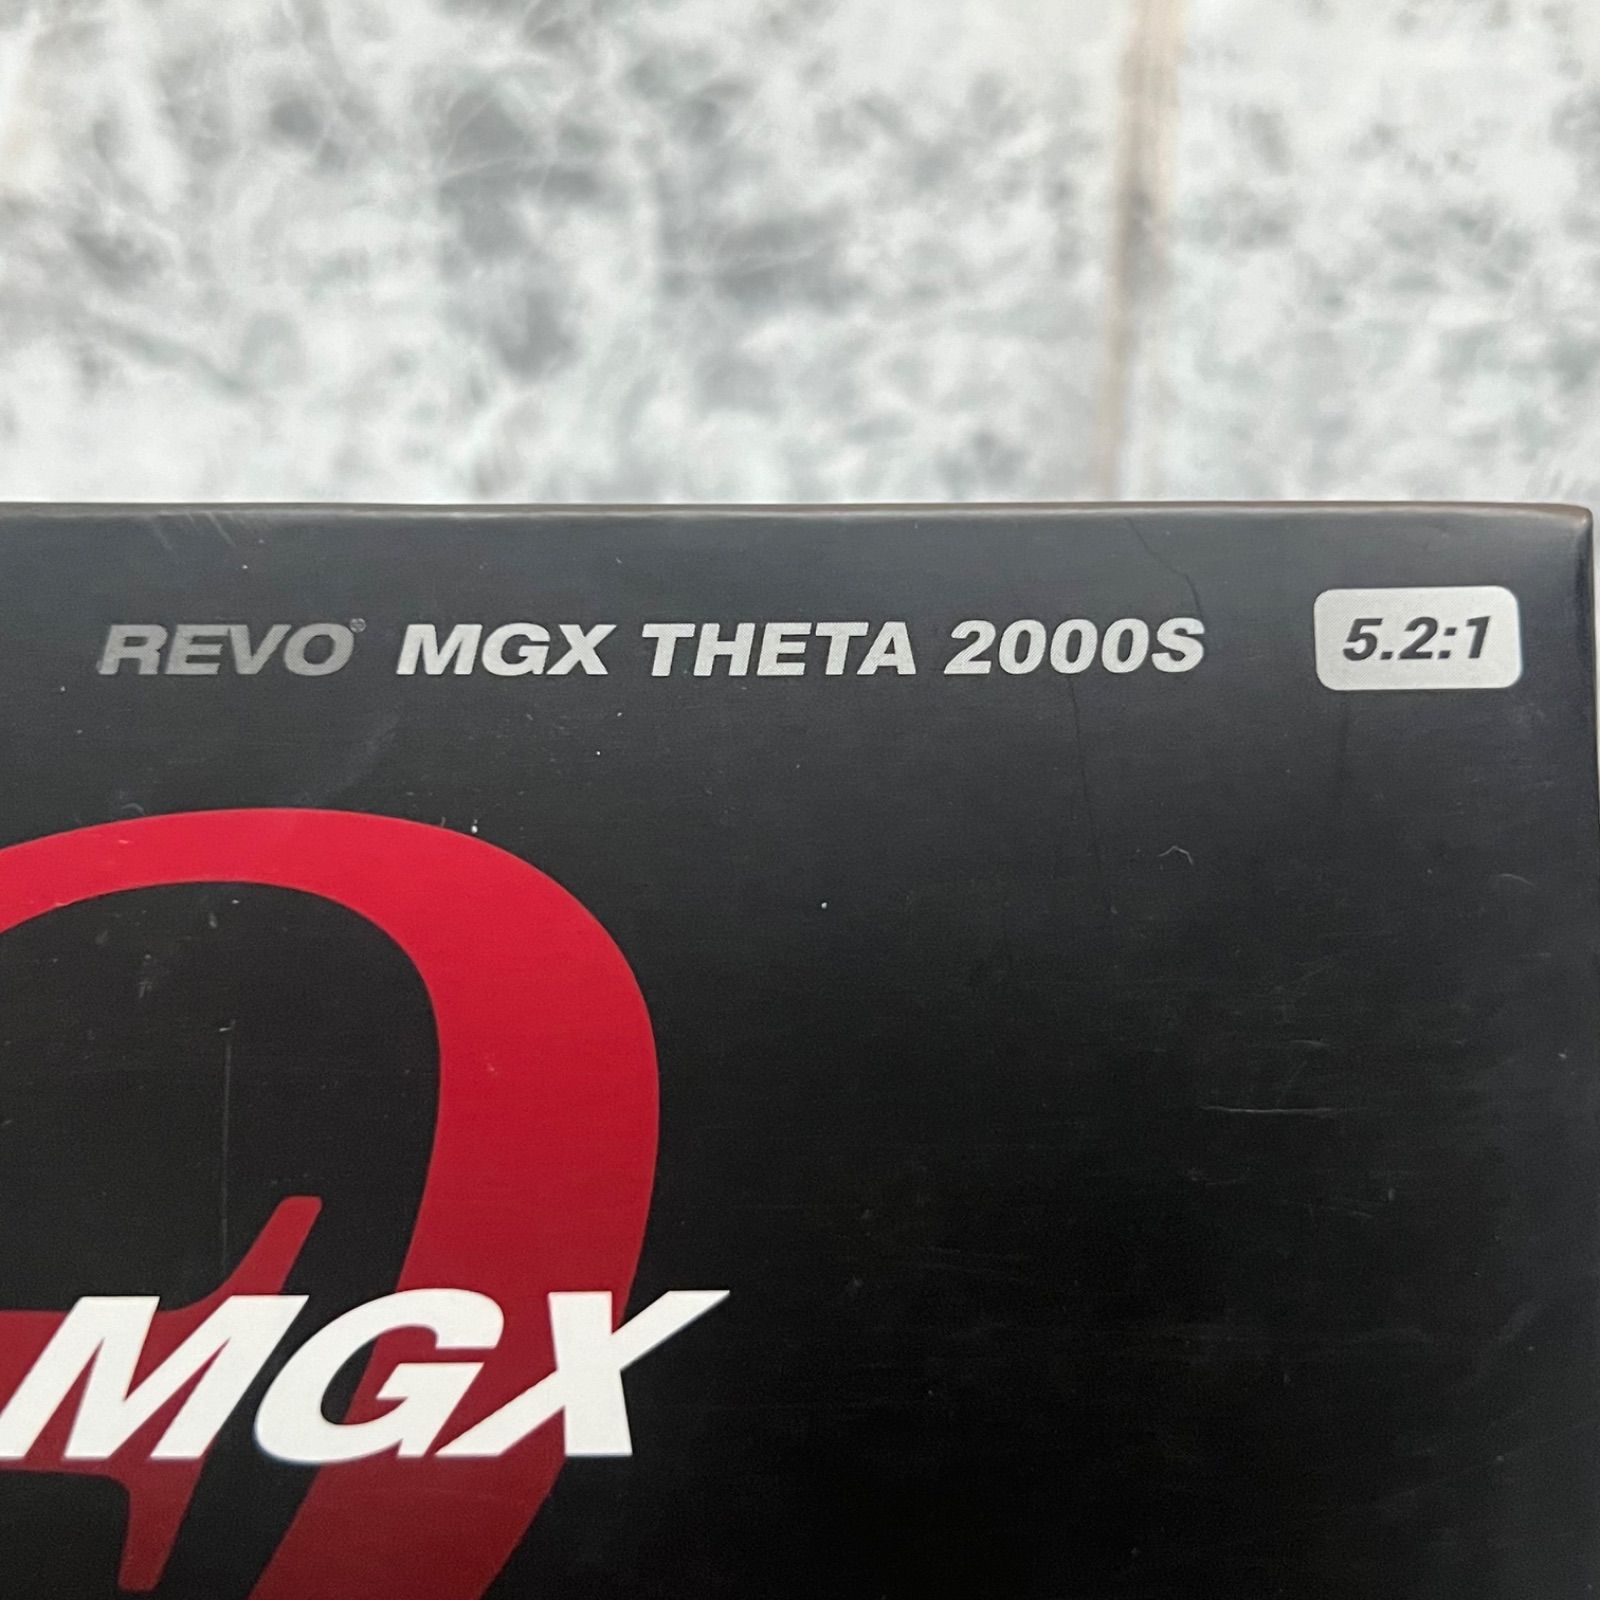 REVO® MGX THETA 2000S 5.2:1
MGX